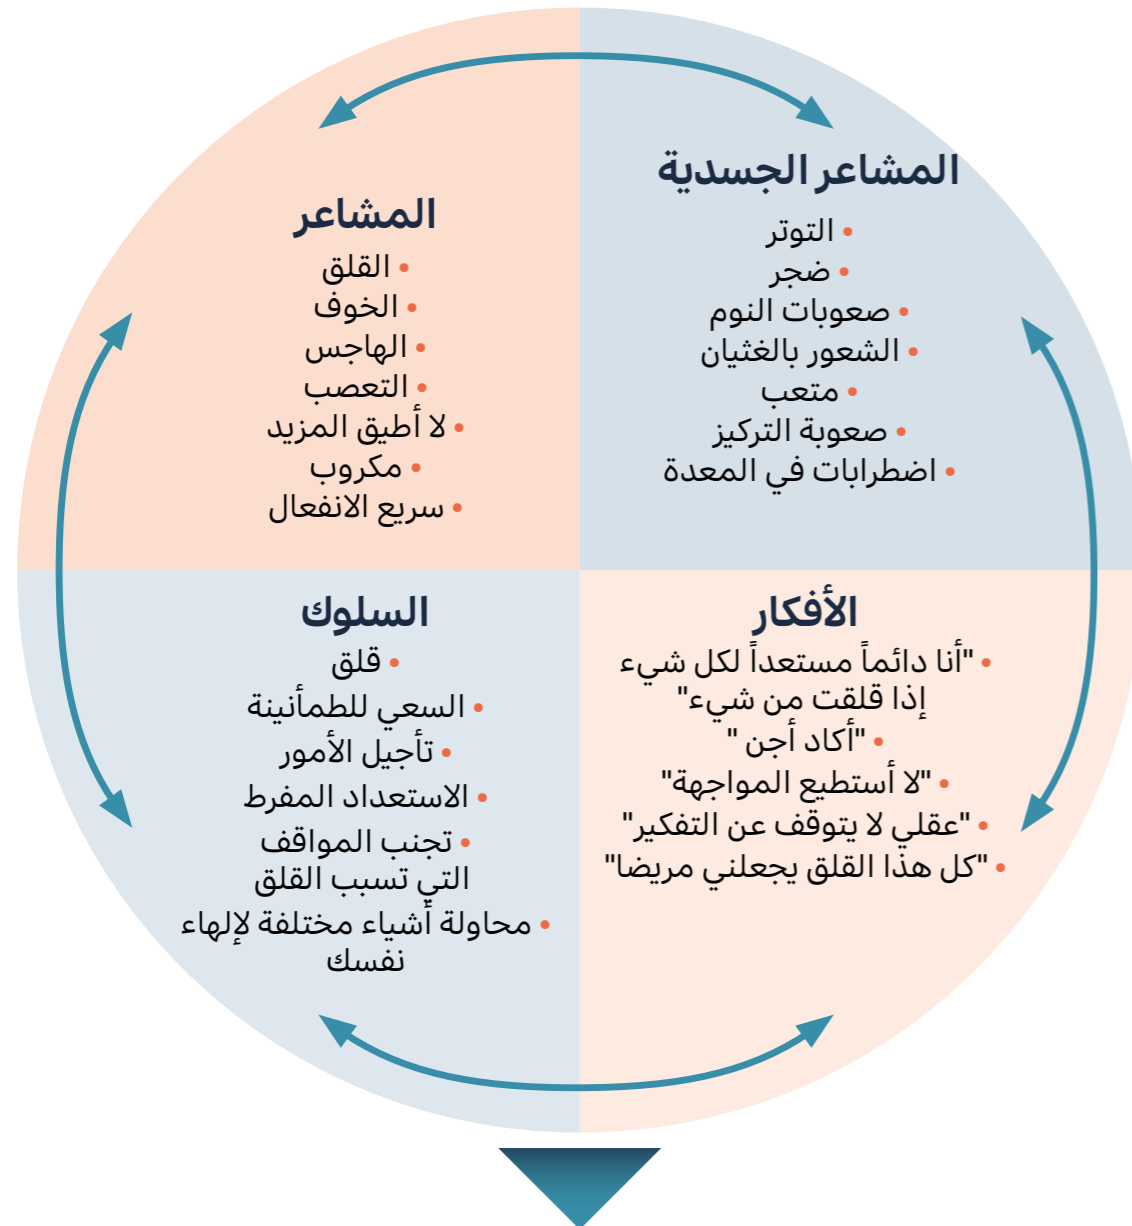 المشاعر الجسدية
• التوتر
• ضجر
• صعوبات النوم
• الشعور بالغثيان
• متعب
• صعوبة التركيز
• اضطرابات في المعدة
المشاعر
• القلق
• الخوف
• الهاجس
• التعصب
• لا أطيق المزيد
• مكروب
• سريع الانفعال
الأفكار
• "أنا دائماً مستعداً لكل شيء
إذا قلقت من شيء"
• "أكاد أجن "
• "لا أستطيع المواجهة"
• "عقلي لا يتوقف عن التفكير"
• "كل هذا القلق يجعلني مريضا"
السلوك
• قلق
• السعي للطمأنينة
• تأجيل الأمور
• الاستعداد المفرط
• تجنب المواقف
التي تسبب القلق
• محاولة أشياء مختلفة لإلهاء
نفسك